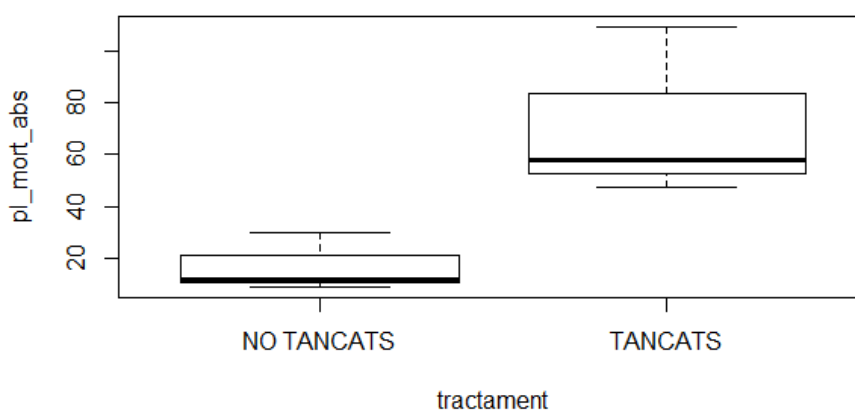 pl_mort_abs
80
60
40
20
NO TANCATS
TANCATS
tractament